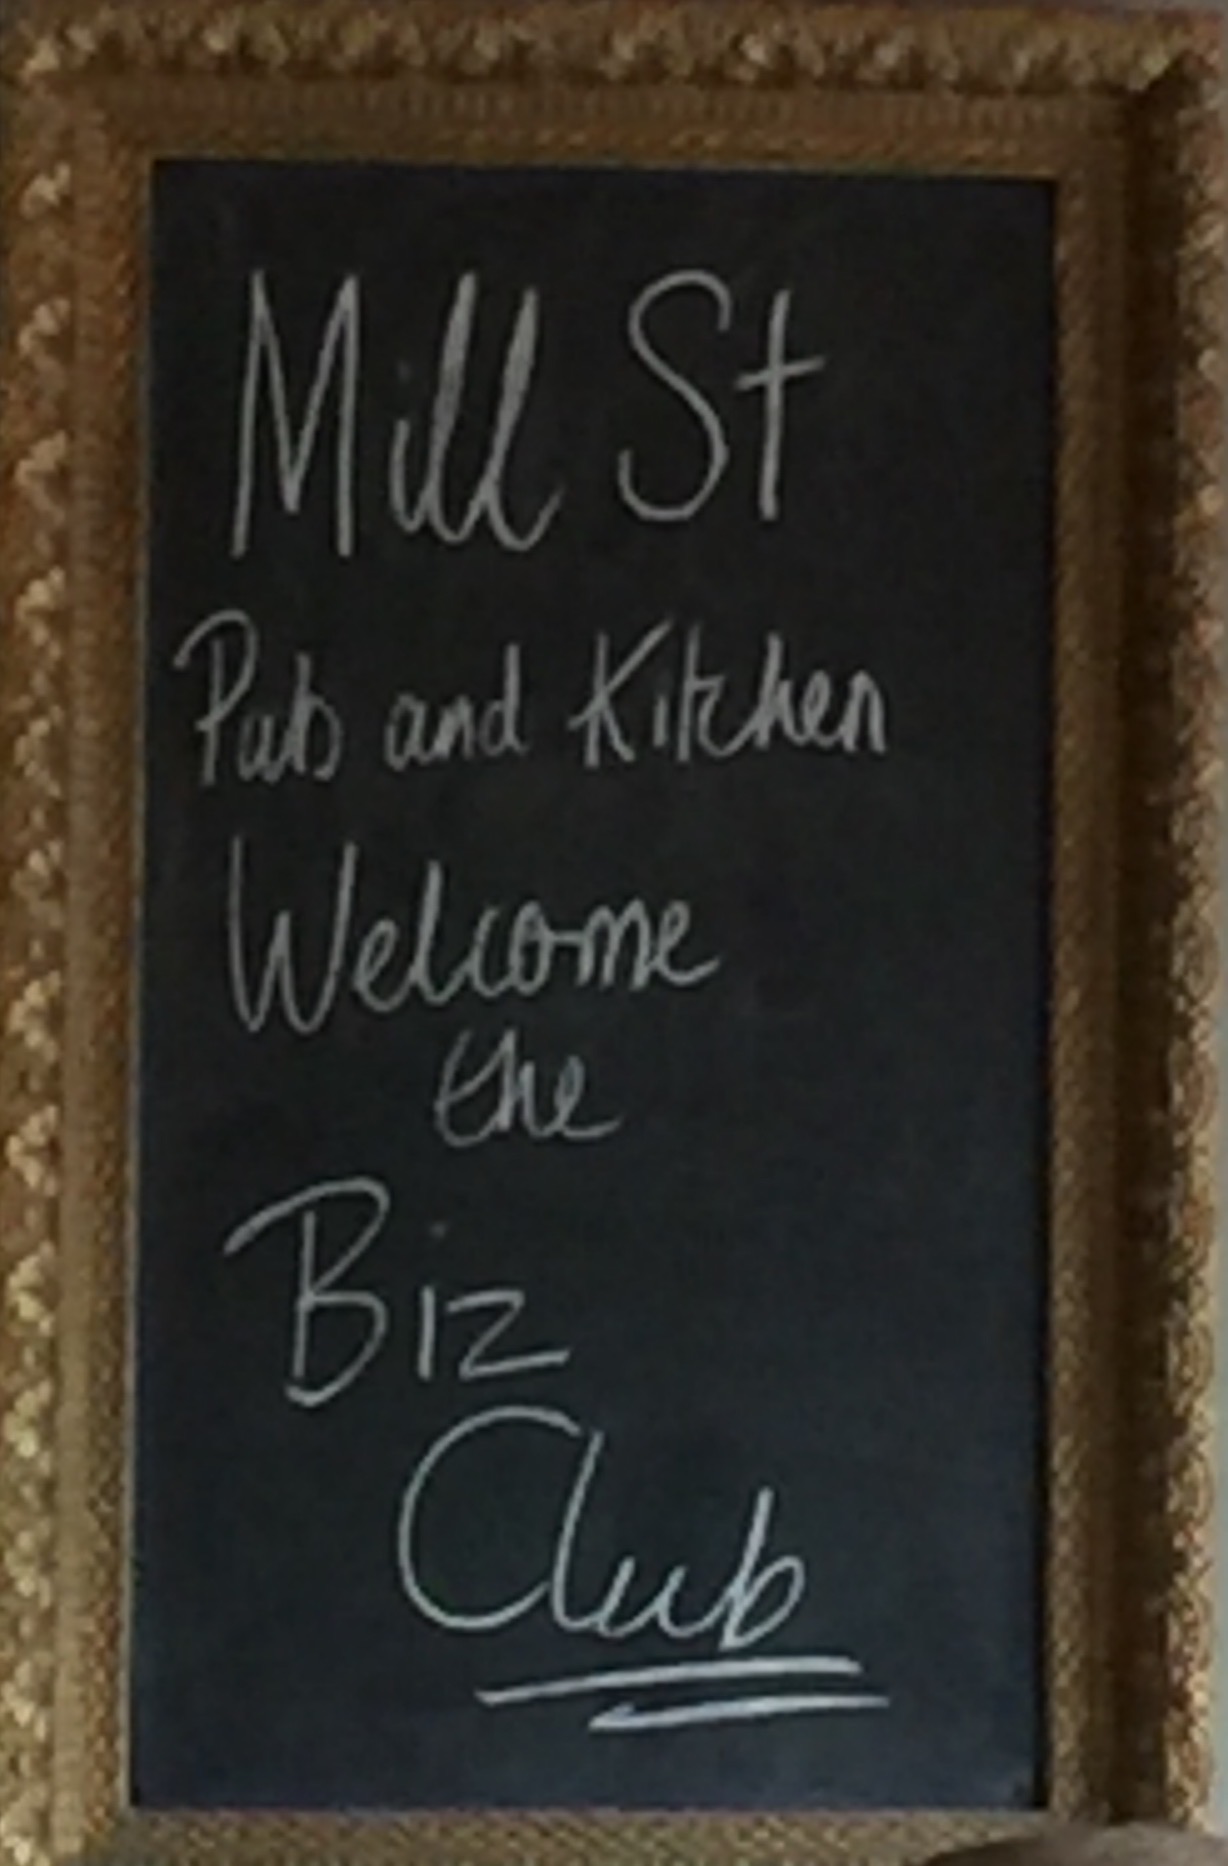 Mill St
Pub and Kitchen
Welcome
the
Biz
Club